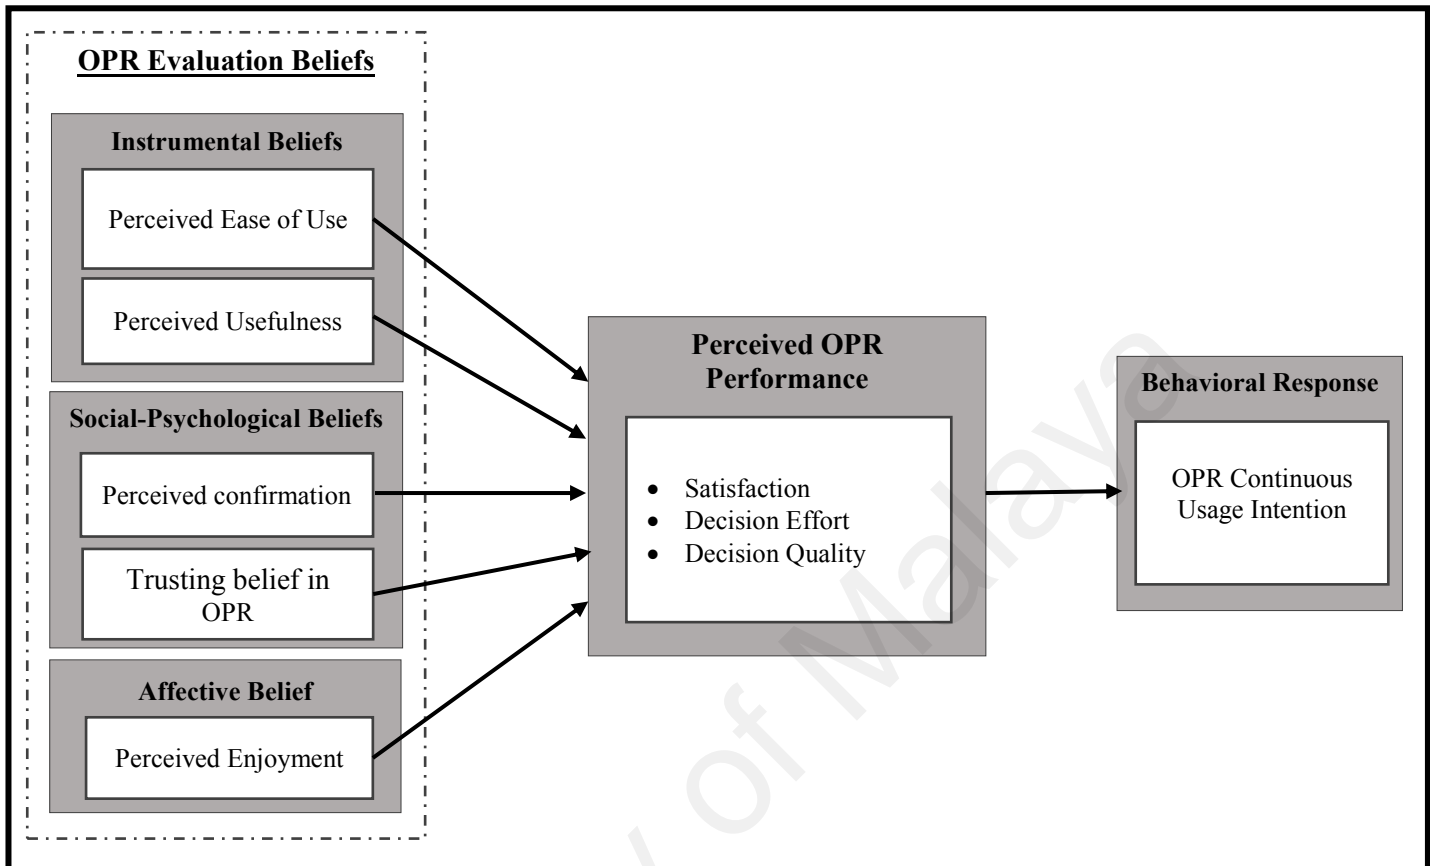 OPR Evaluation Beliefs
Instrumental Beliefs
Perceived Ease of Use
Perceived Usefulness
Social-Psychological Beliefs
Perceived confirmation
Trusting belief in
OPR
Affective Belief
Perceived Enjoyment
Perceived OPR
Performance
• Satisfaction
• Decision Effort
• Decision Quality
Behavioral Response
OPR Continuous
Usage Intention
y of Malaya